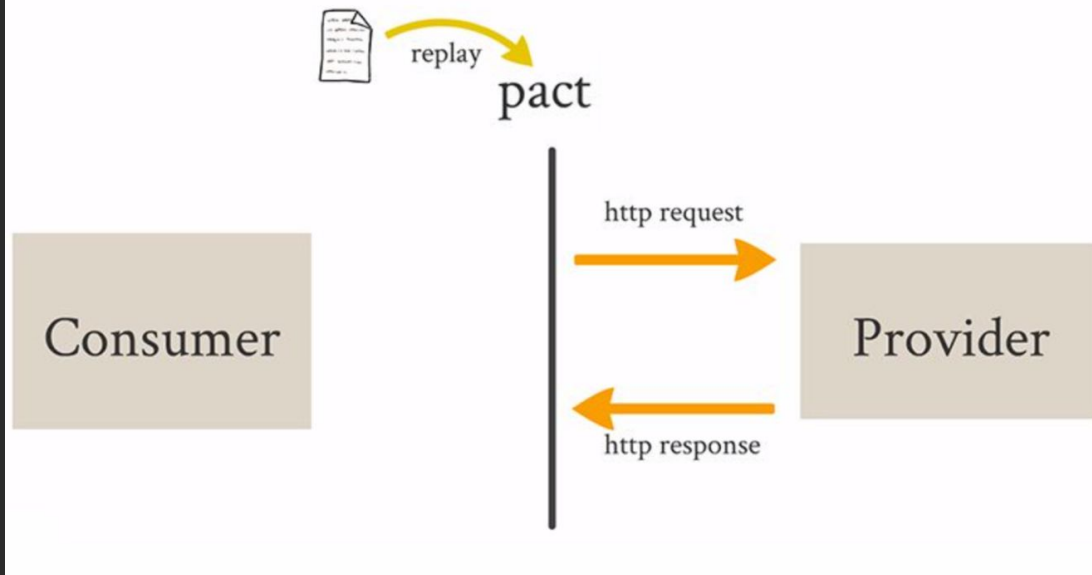 replay
pact
http request
Consumer
Provider
http response